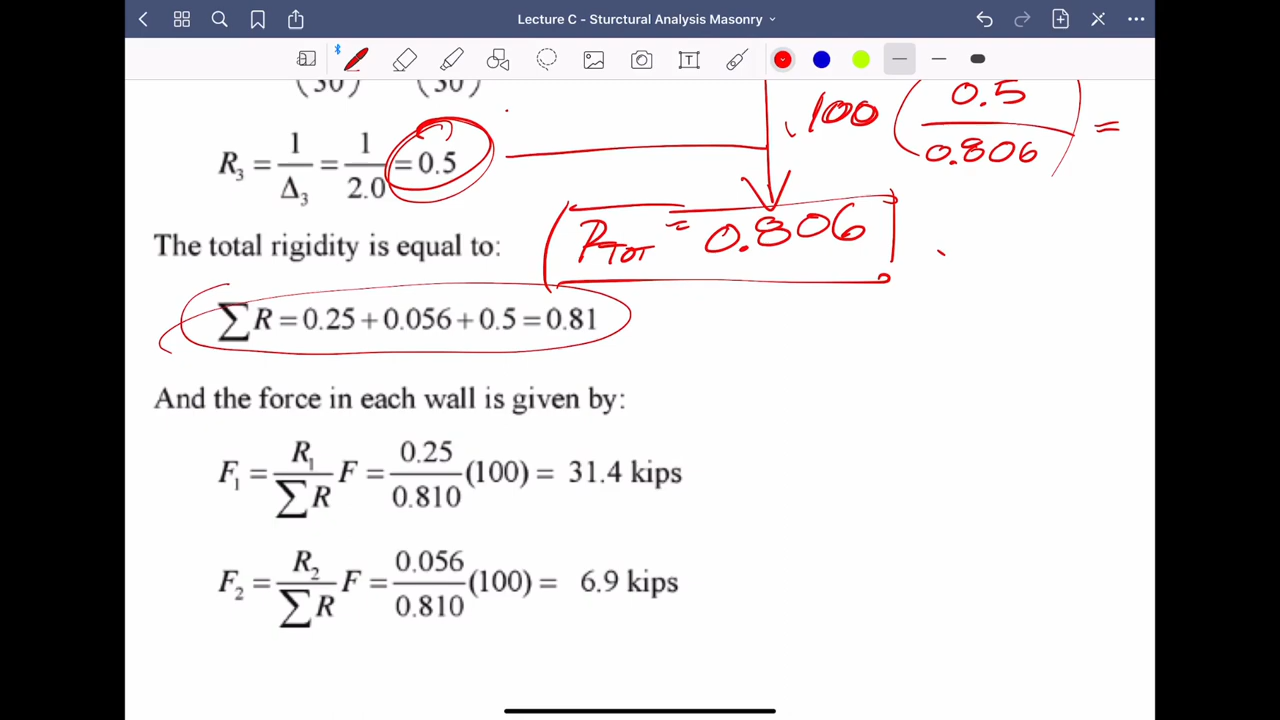 Lecture C - Sturctural Analysis Masonry
(30) (30)
.100 (0.5 / 0.806) =
R₃ = 1/Δ₃ = 1/2.0 = 0.5
The total rigidity is equal to:
R_TOT = 0.806
∑R = 0.25 + 0.056 + 0.5 = 0.81
And the force in each wall is given by:
F₁ = R₁/∑R F = 0.25/0.810 (100) = 31.4 kips
F₂ = R₂/∑R F = 0.056/0.810 (100) = 6.9 kips